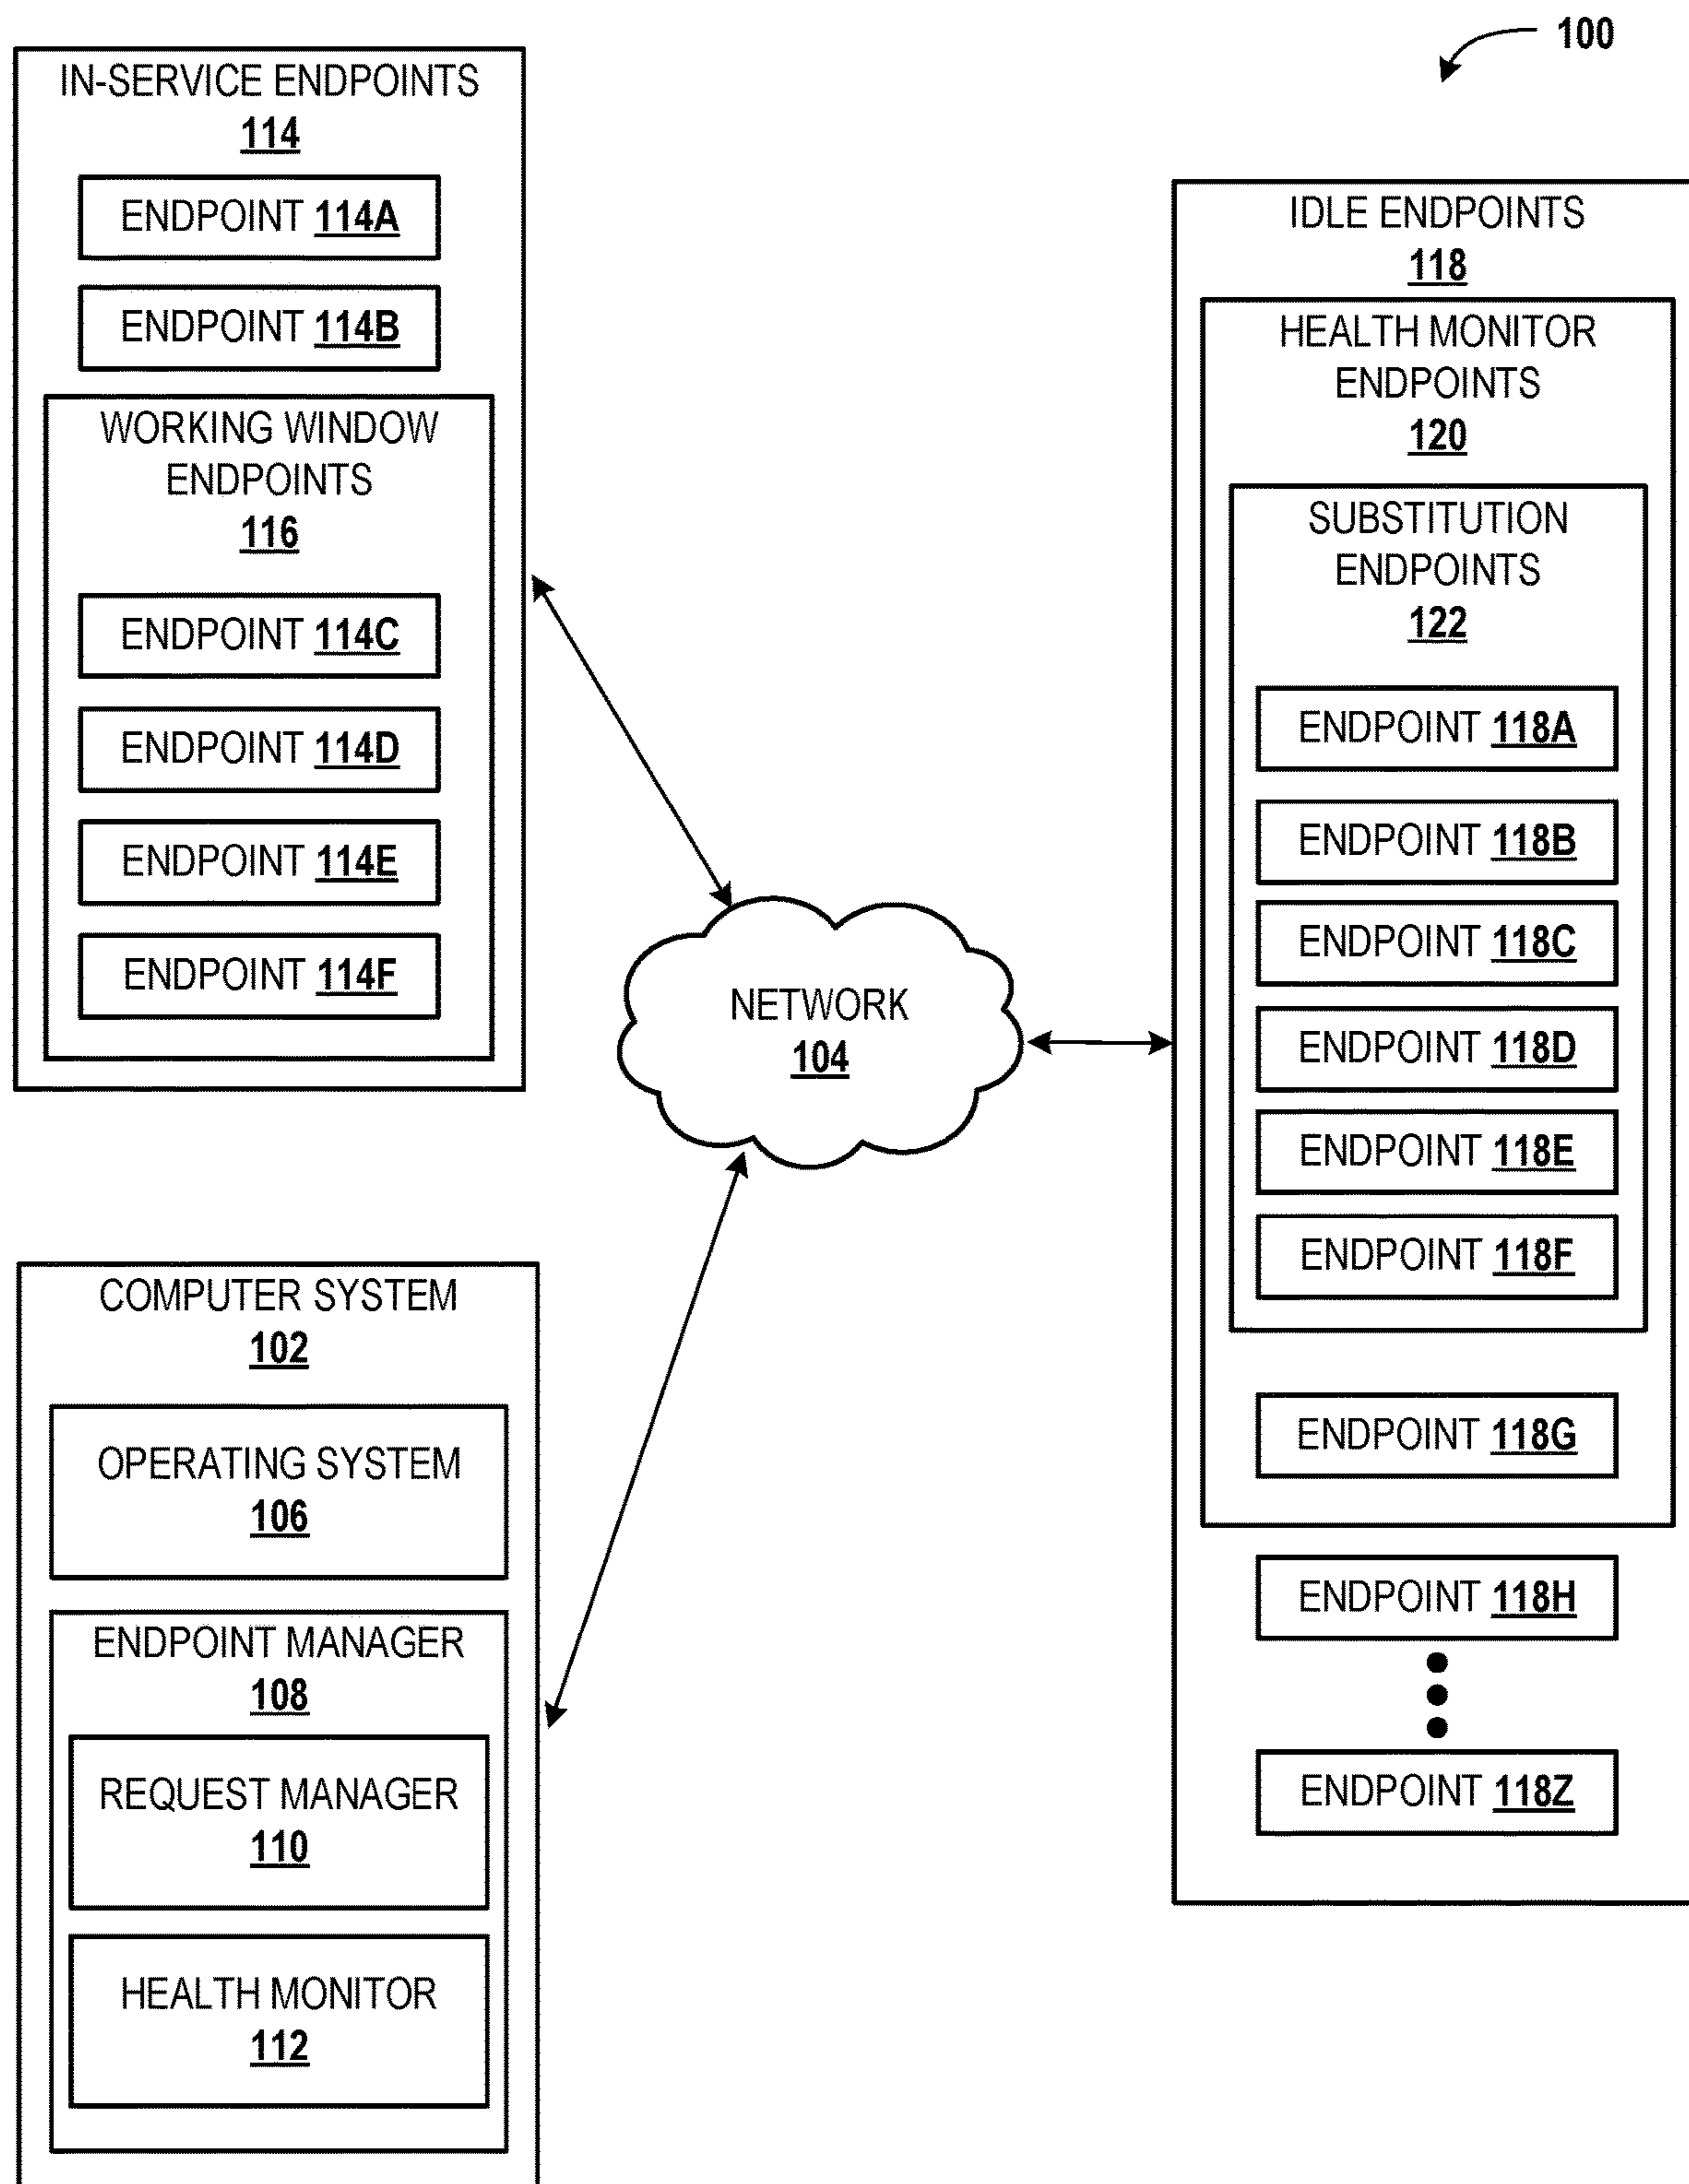 100
IN-SERVICE ENDPOINTS
114
ENDPOINT 114A
ENDPOINT 114B
WORKING WINDOW
ENDPOINTS
116
ENDPOINT 114C
ENDPOINT 114D
ENDPOINT 114E
ENDPOINT 114F
NETWORK
104
COMPUTER SYSTEM
102
OPERATING SYSTEM
106
ENDPOINT MANAGER
108
REQUEST MANAGER
110
HEALTH MONITOR
112
IDLE ENDPOINTS
118
HEALTH MONITOR
ENDPOINTS
120
SUBSTITUTION
ENDPOINTS
122
ENDPOINT 118A
ENDPOINT 118B
ENDPOINT 118C
ENDPOINT 118D
ENDPOINT 118E
ENDPOINT 118F
ENDPOINT 118G
ENDPOINT 118H
ENDPOINT 118Z